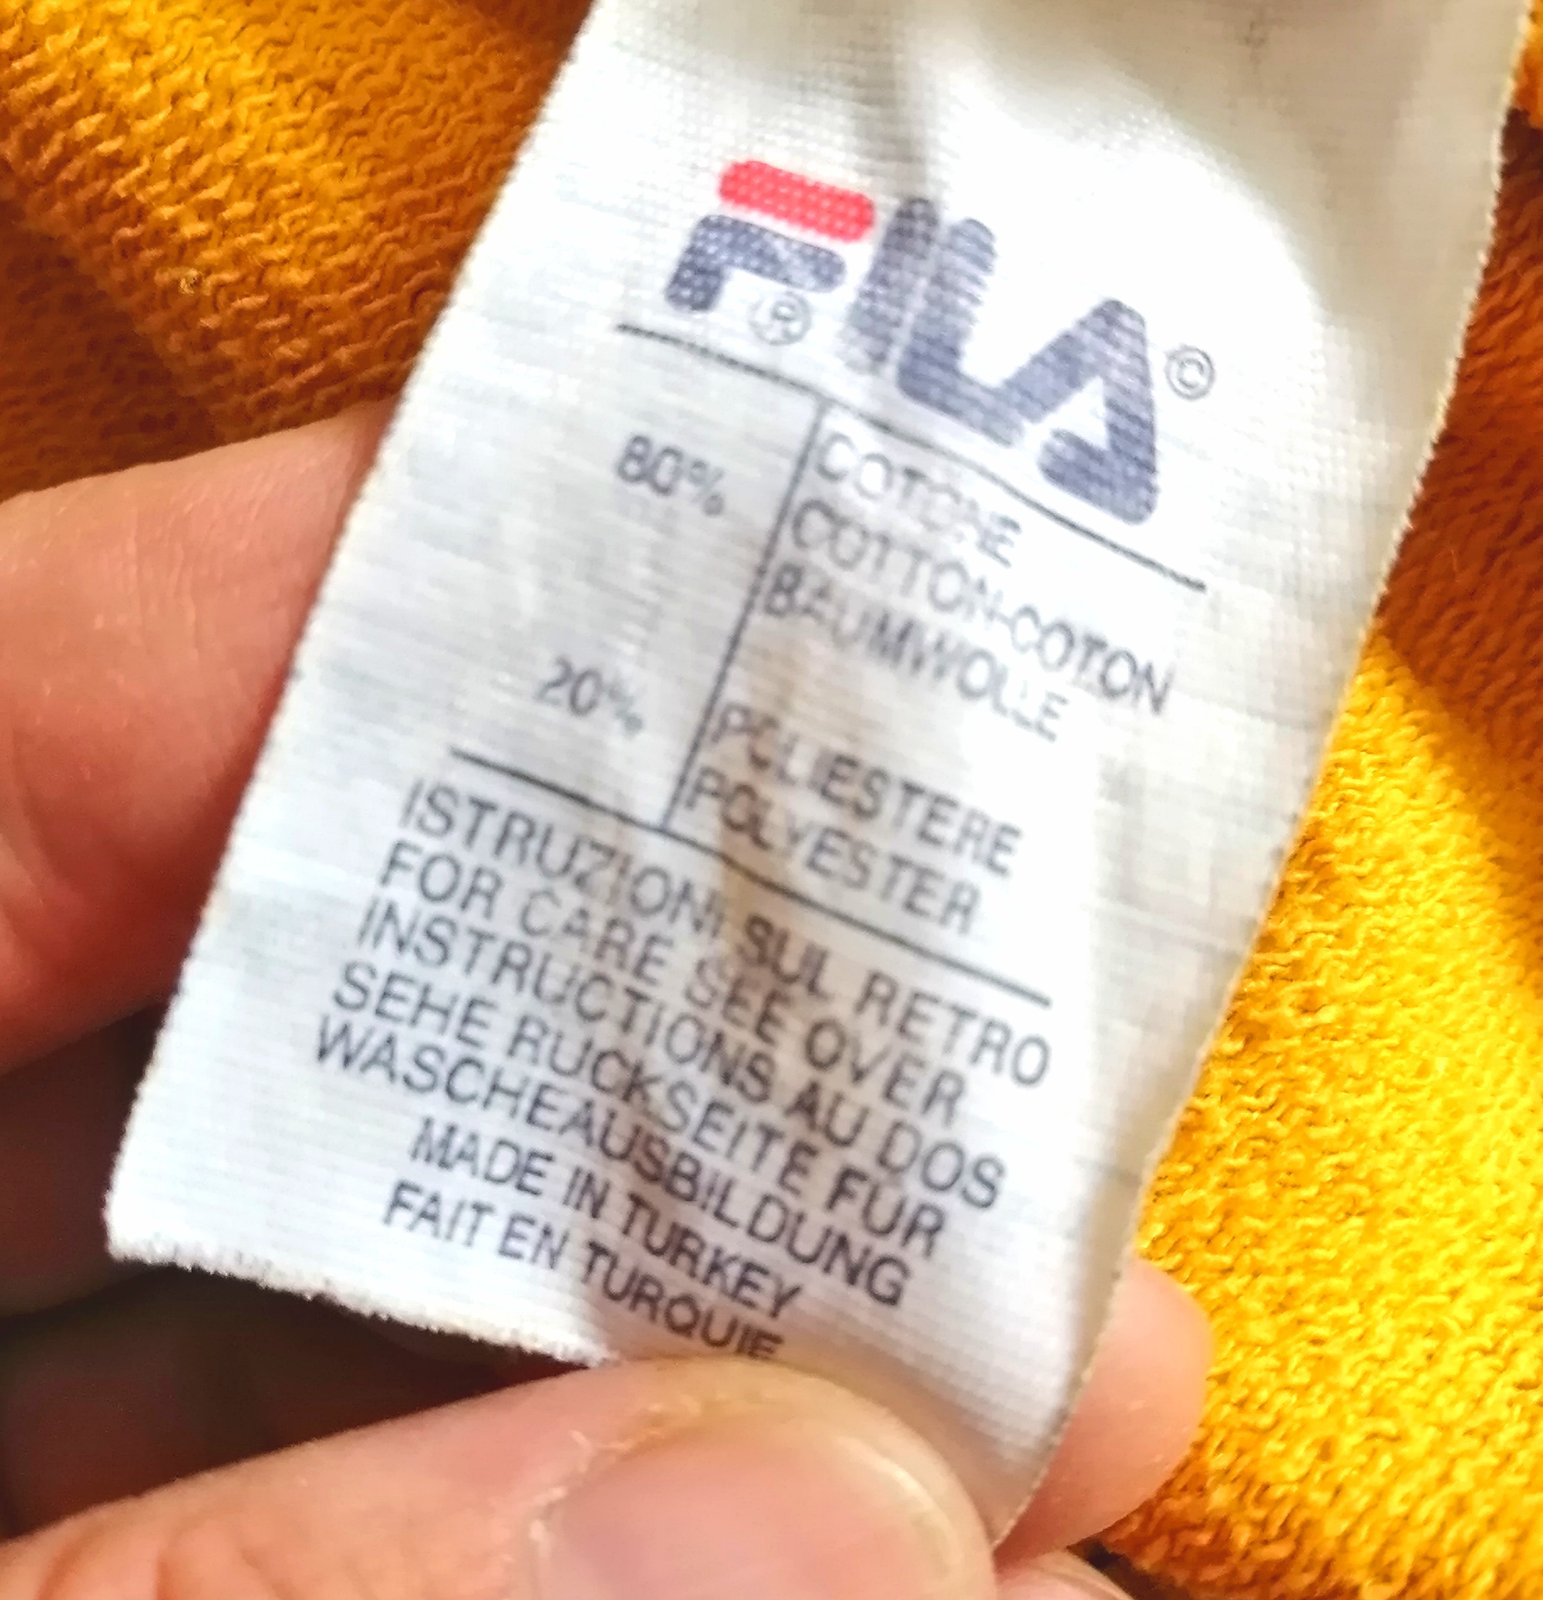 FILA
® ©
80% COTONE
COTTON-COTON
BAUMWOLLE
20% POLIESTERE
POLYESTER
ISTRUZIONI SUL RETRO
FOR CARE SEE OVER
INSTRUCTIONS AU DOS
SEHE RUCKSEITE FUR
WASCHEAUSBILDUNG
MADE IN TURKEY
FAIT EN TURQUIE